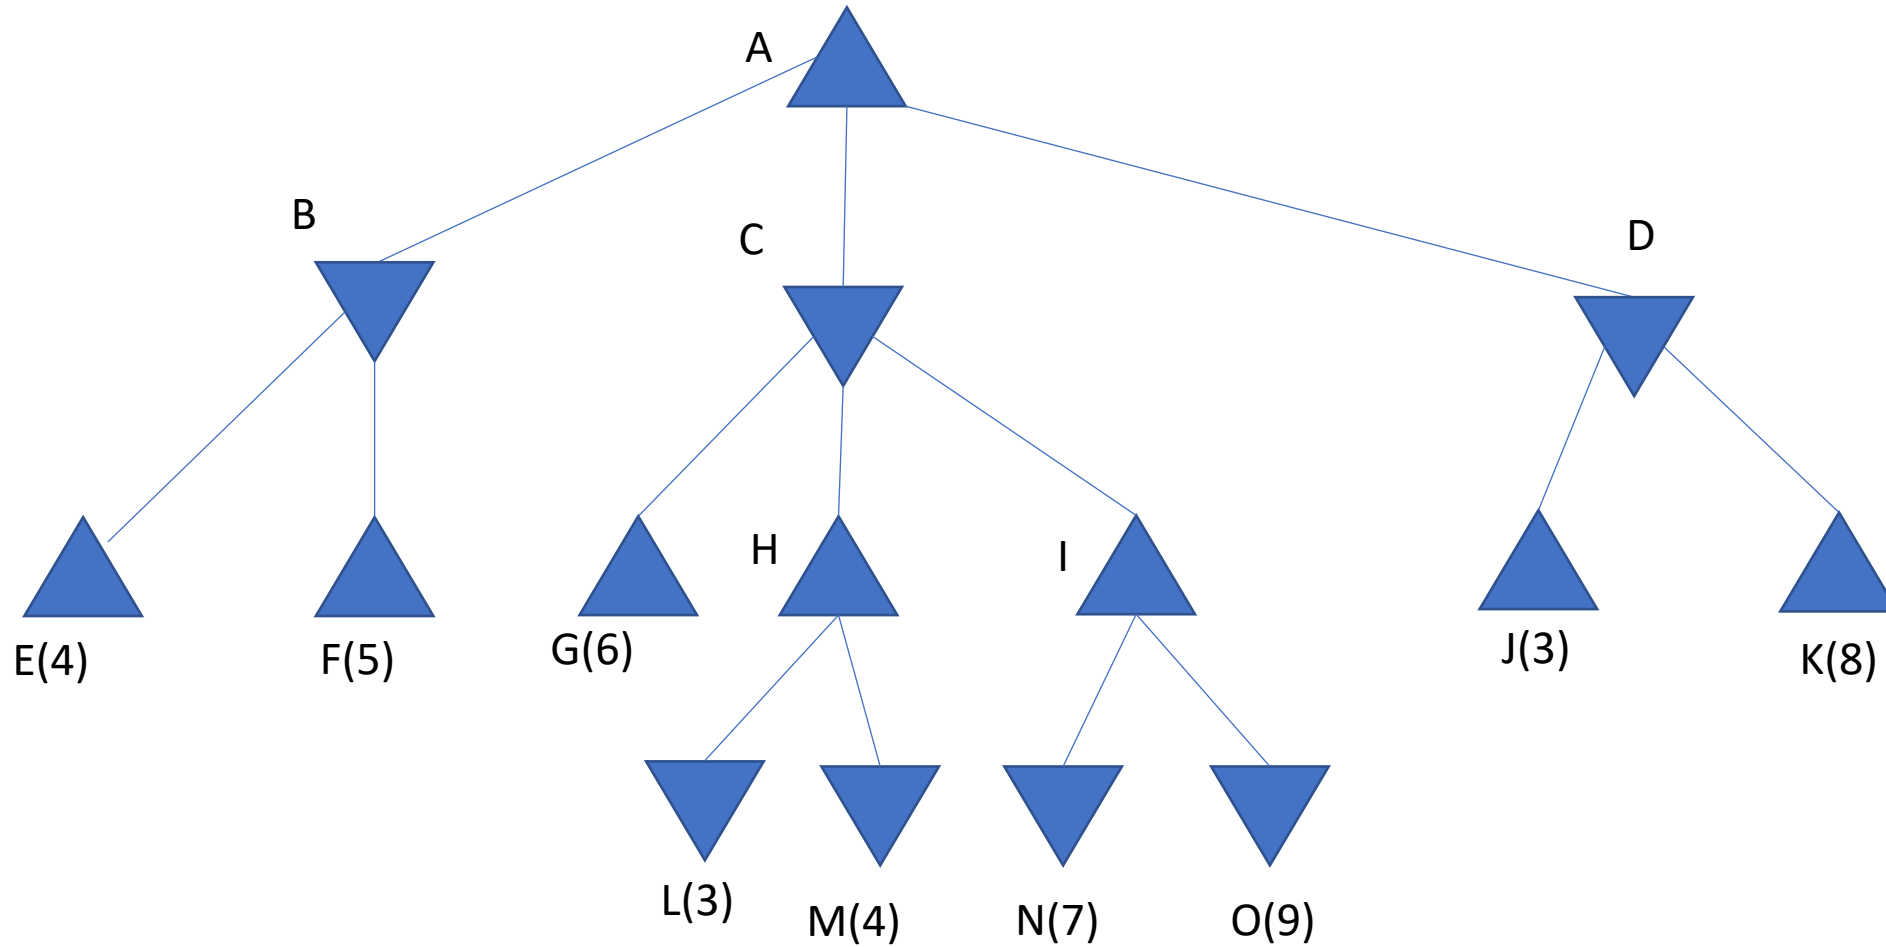 A
B
C
D
E(4)
F(5)
G(6)
H
I
J(3)
K(8)
L(3)
M(4)
N(7)
O(9)